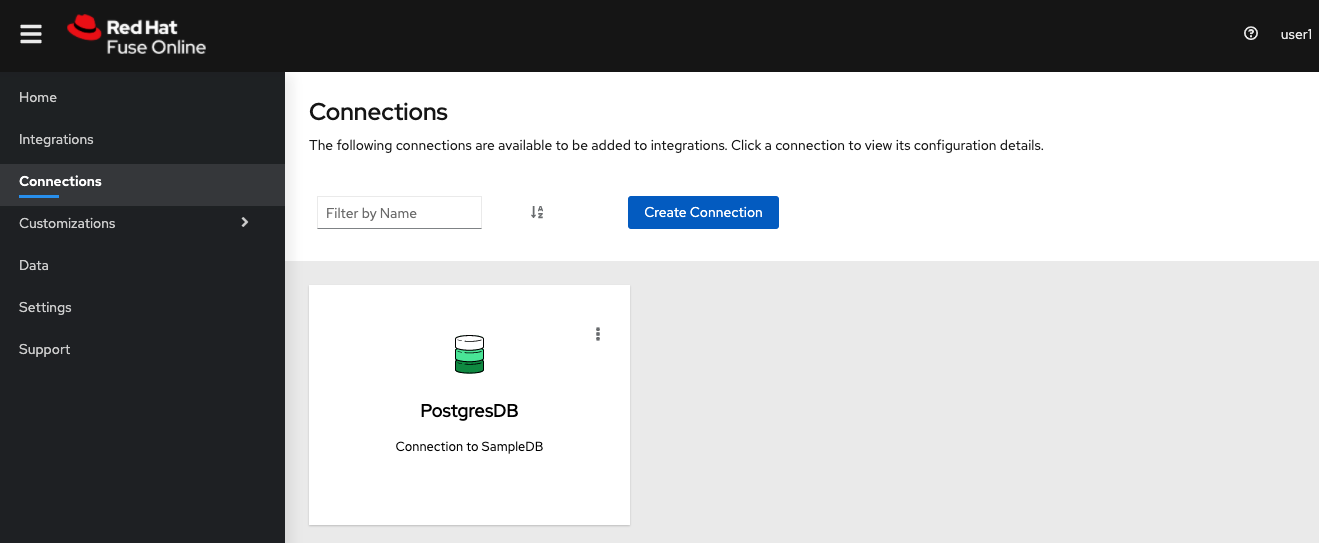 Red Hat
Fuse Online
user1
Home
Integrations
Connections
Customizations
Data
Settings
Support
Connections
The following connections are available to be added to integrations. Click a connection to view its configuration details.
Filter by Name
Create Connection
PostgresDB
Connection to SampleDB